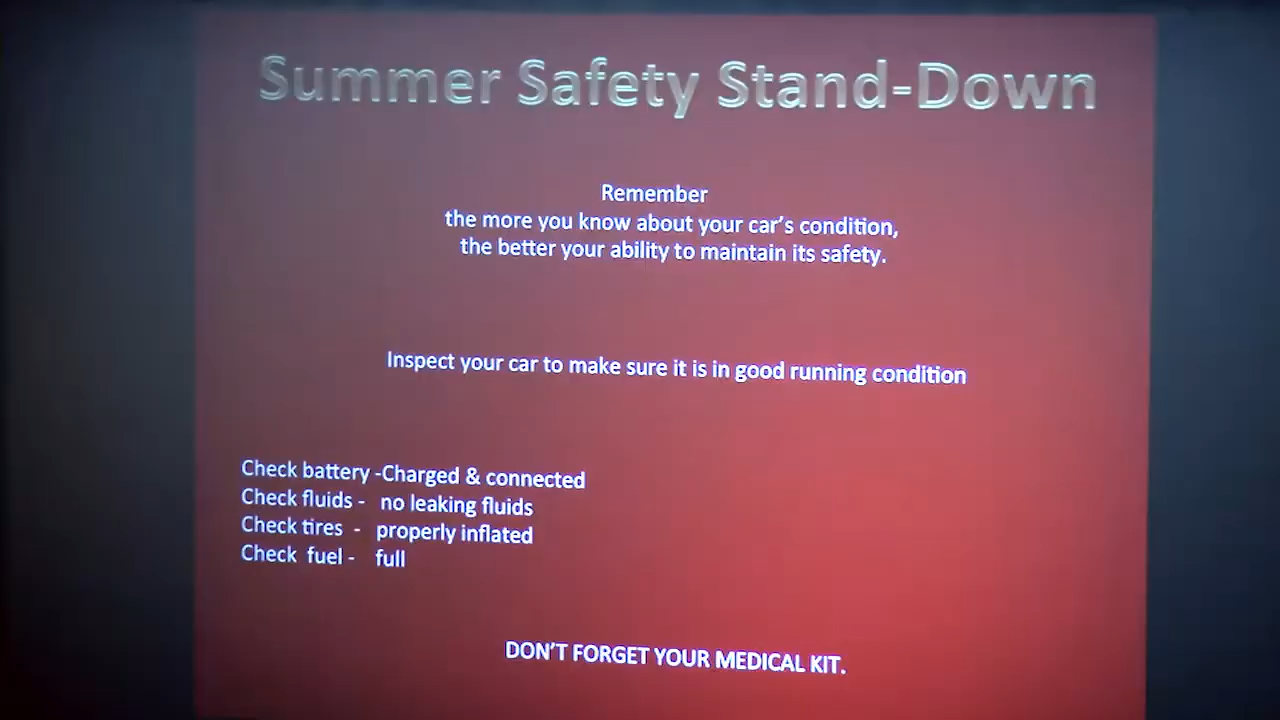 Summer Safety Stand-Down
Remember
the more you know about your car's condition,
the better your ability to maintain its safety.
Inspect your car to make sure it is in good running condition
Check battery -Charged & connected
Check fluids - no leaking fluids
Check tires - properly inflated
Check fuel - full
DON'T FORGET YOUR MEDICAL KIT.